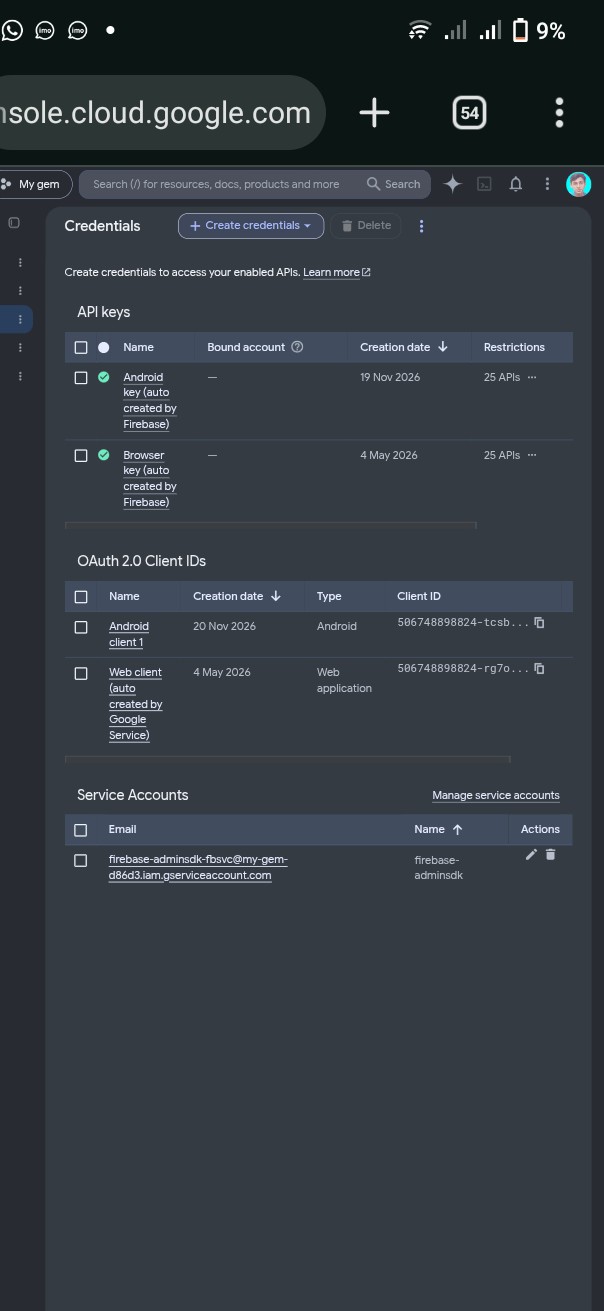 imo
imo
9%
nsole.cloud.google.com
54
My gem
Search (/) for resources, docs, products and more
Search
Credentials
+ Create credentials
Delete
Create credentials to access your enabled APIs. Learn more
API keys
Name Bound account Creation date Restrictions
Android key (auto created by Firebase) — 19 Nov 2026 25 APIs
Browser key (auto created by Firebase) — 4 May 2026 25 APIs
OAuth 2.0 Client IDs
Name Creation date Type Client ID
Android client 1 20 Nov 2026 Android 506748898824-tcsb...
Web client (auto created by Google Service) 4 May 2026 Web application 506748898824-rg7o...
Service Accounts
Manage service accounts
Email Name Actions
firebase-adminsdk-fbsvc@my-gem-d86d3.iam.gserviceaccount.com firebase-adminsdk